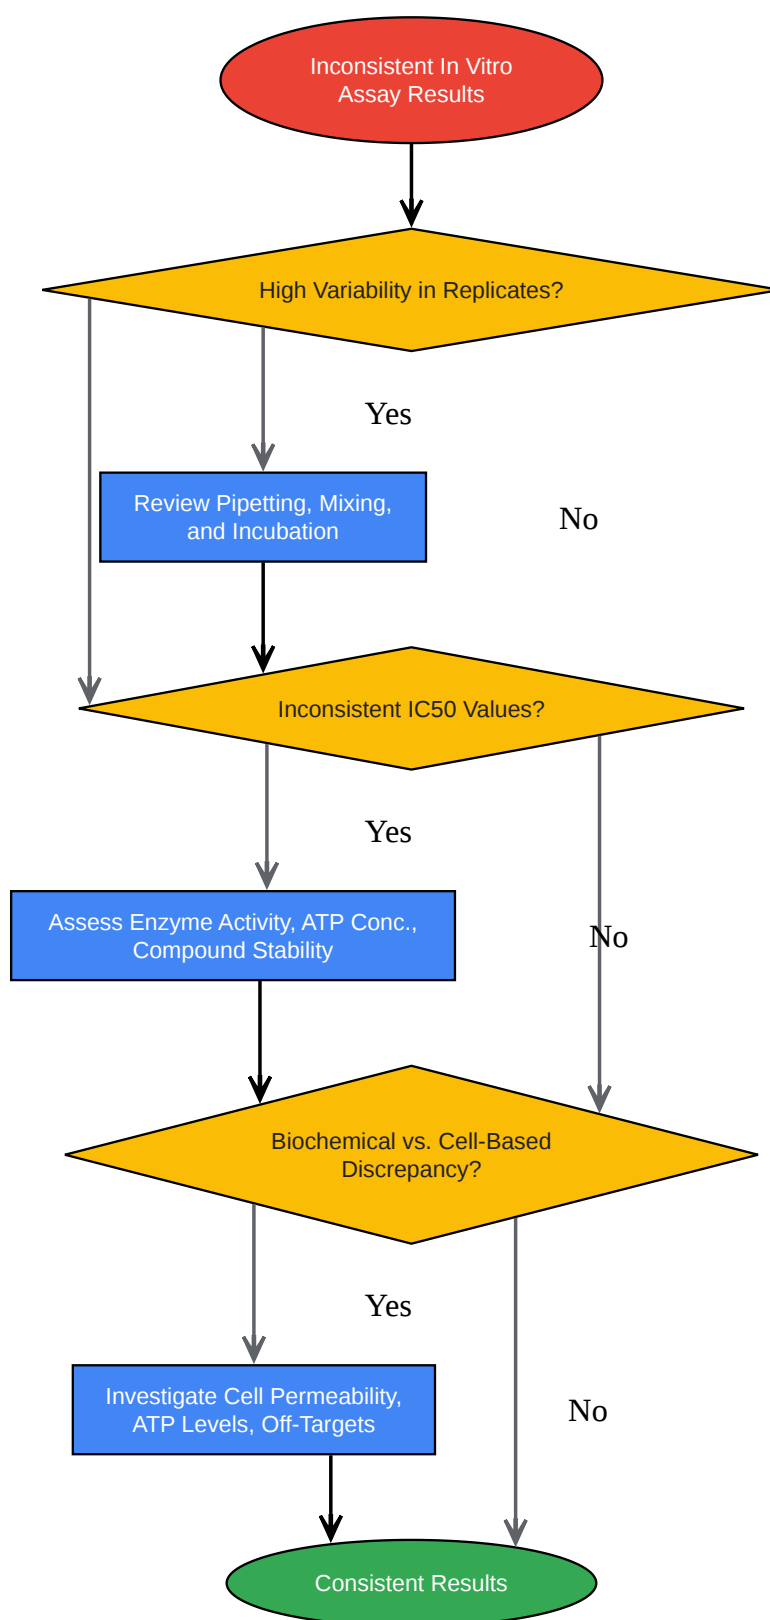 Inconsistent In Vitro
Assay Results
High Variability in Replicates?
Yes
Review Pipetting, Mixing,
and Incubation
No
Inconsistent IC50 Values?
Yes
Assess Enzyme Activity, ATP Conc.,
Compound Stability
No
Biochemical vs. Cell-Based
Discrepancy?
Yes
Investigate Cell Permeability,
ATP Levels, Off-Targets
No
Consistent Results